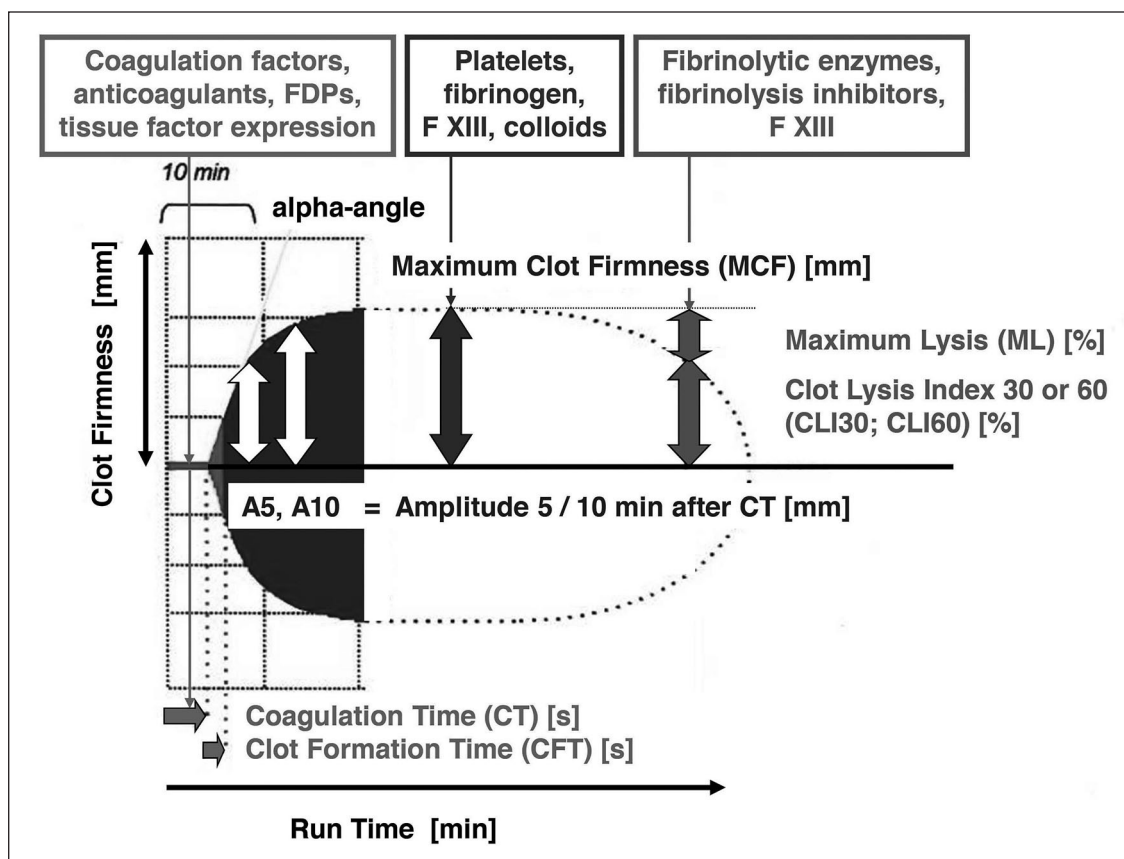 Coagulation factors,
anticoagulants, FDPs,
tissue factor expression
Platelets,
fibrinogen,
F XIII, colloids
Fibrinolytic enzymes,
fibrinolysis inhibitors,
F XIII
10 min
alpha-angle
Clot Firmness [mm]
Maximum Clot Firmness (MCF) [mm]
Maximum Lysis (ML) [%]
Clot Lysis Index 30 or 60
(CLI30; CLI60) [%]
A5, A10 = Amplitude 5 / 10 min after CT [mm]
Coagulation Time (CT) [s]
Clot Formation Time (CFT) [s]
Run Time [min]